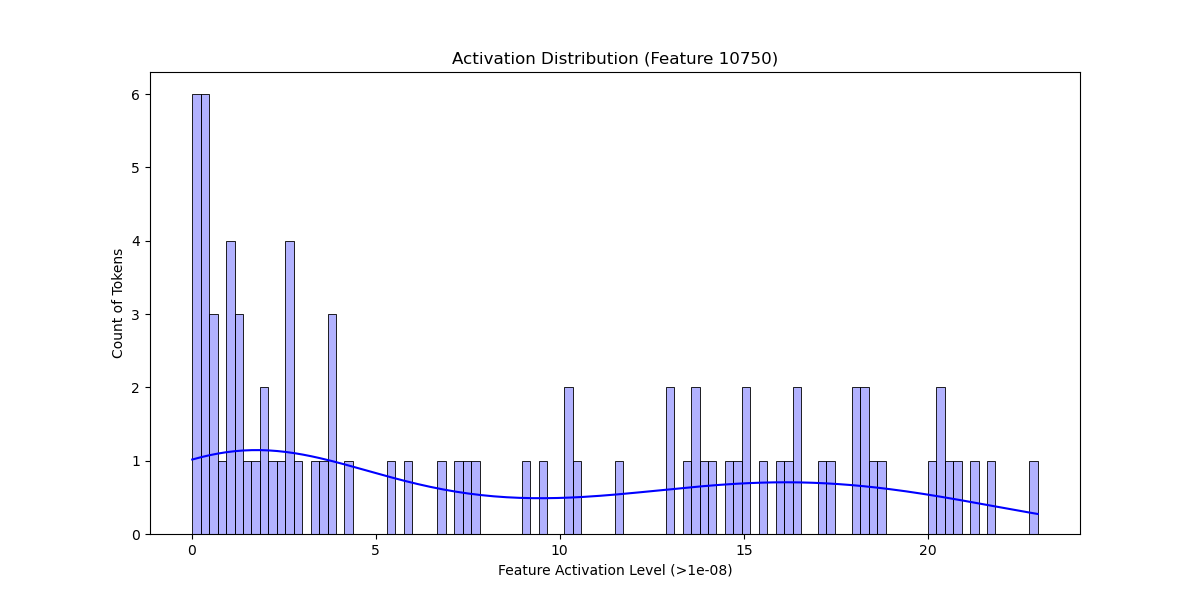 Activation Distribution (Feature 10750)
6
5
4
3
2
1
0
Count of Tokens
0 5 10 15 20
Feature Activation Level (>1e-08)